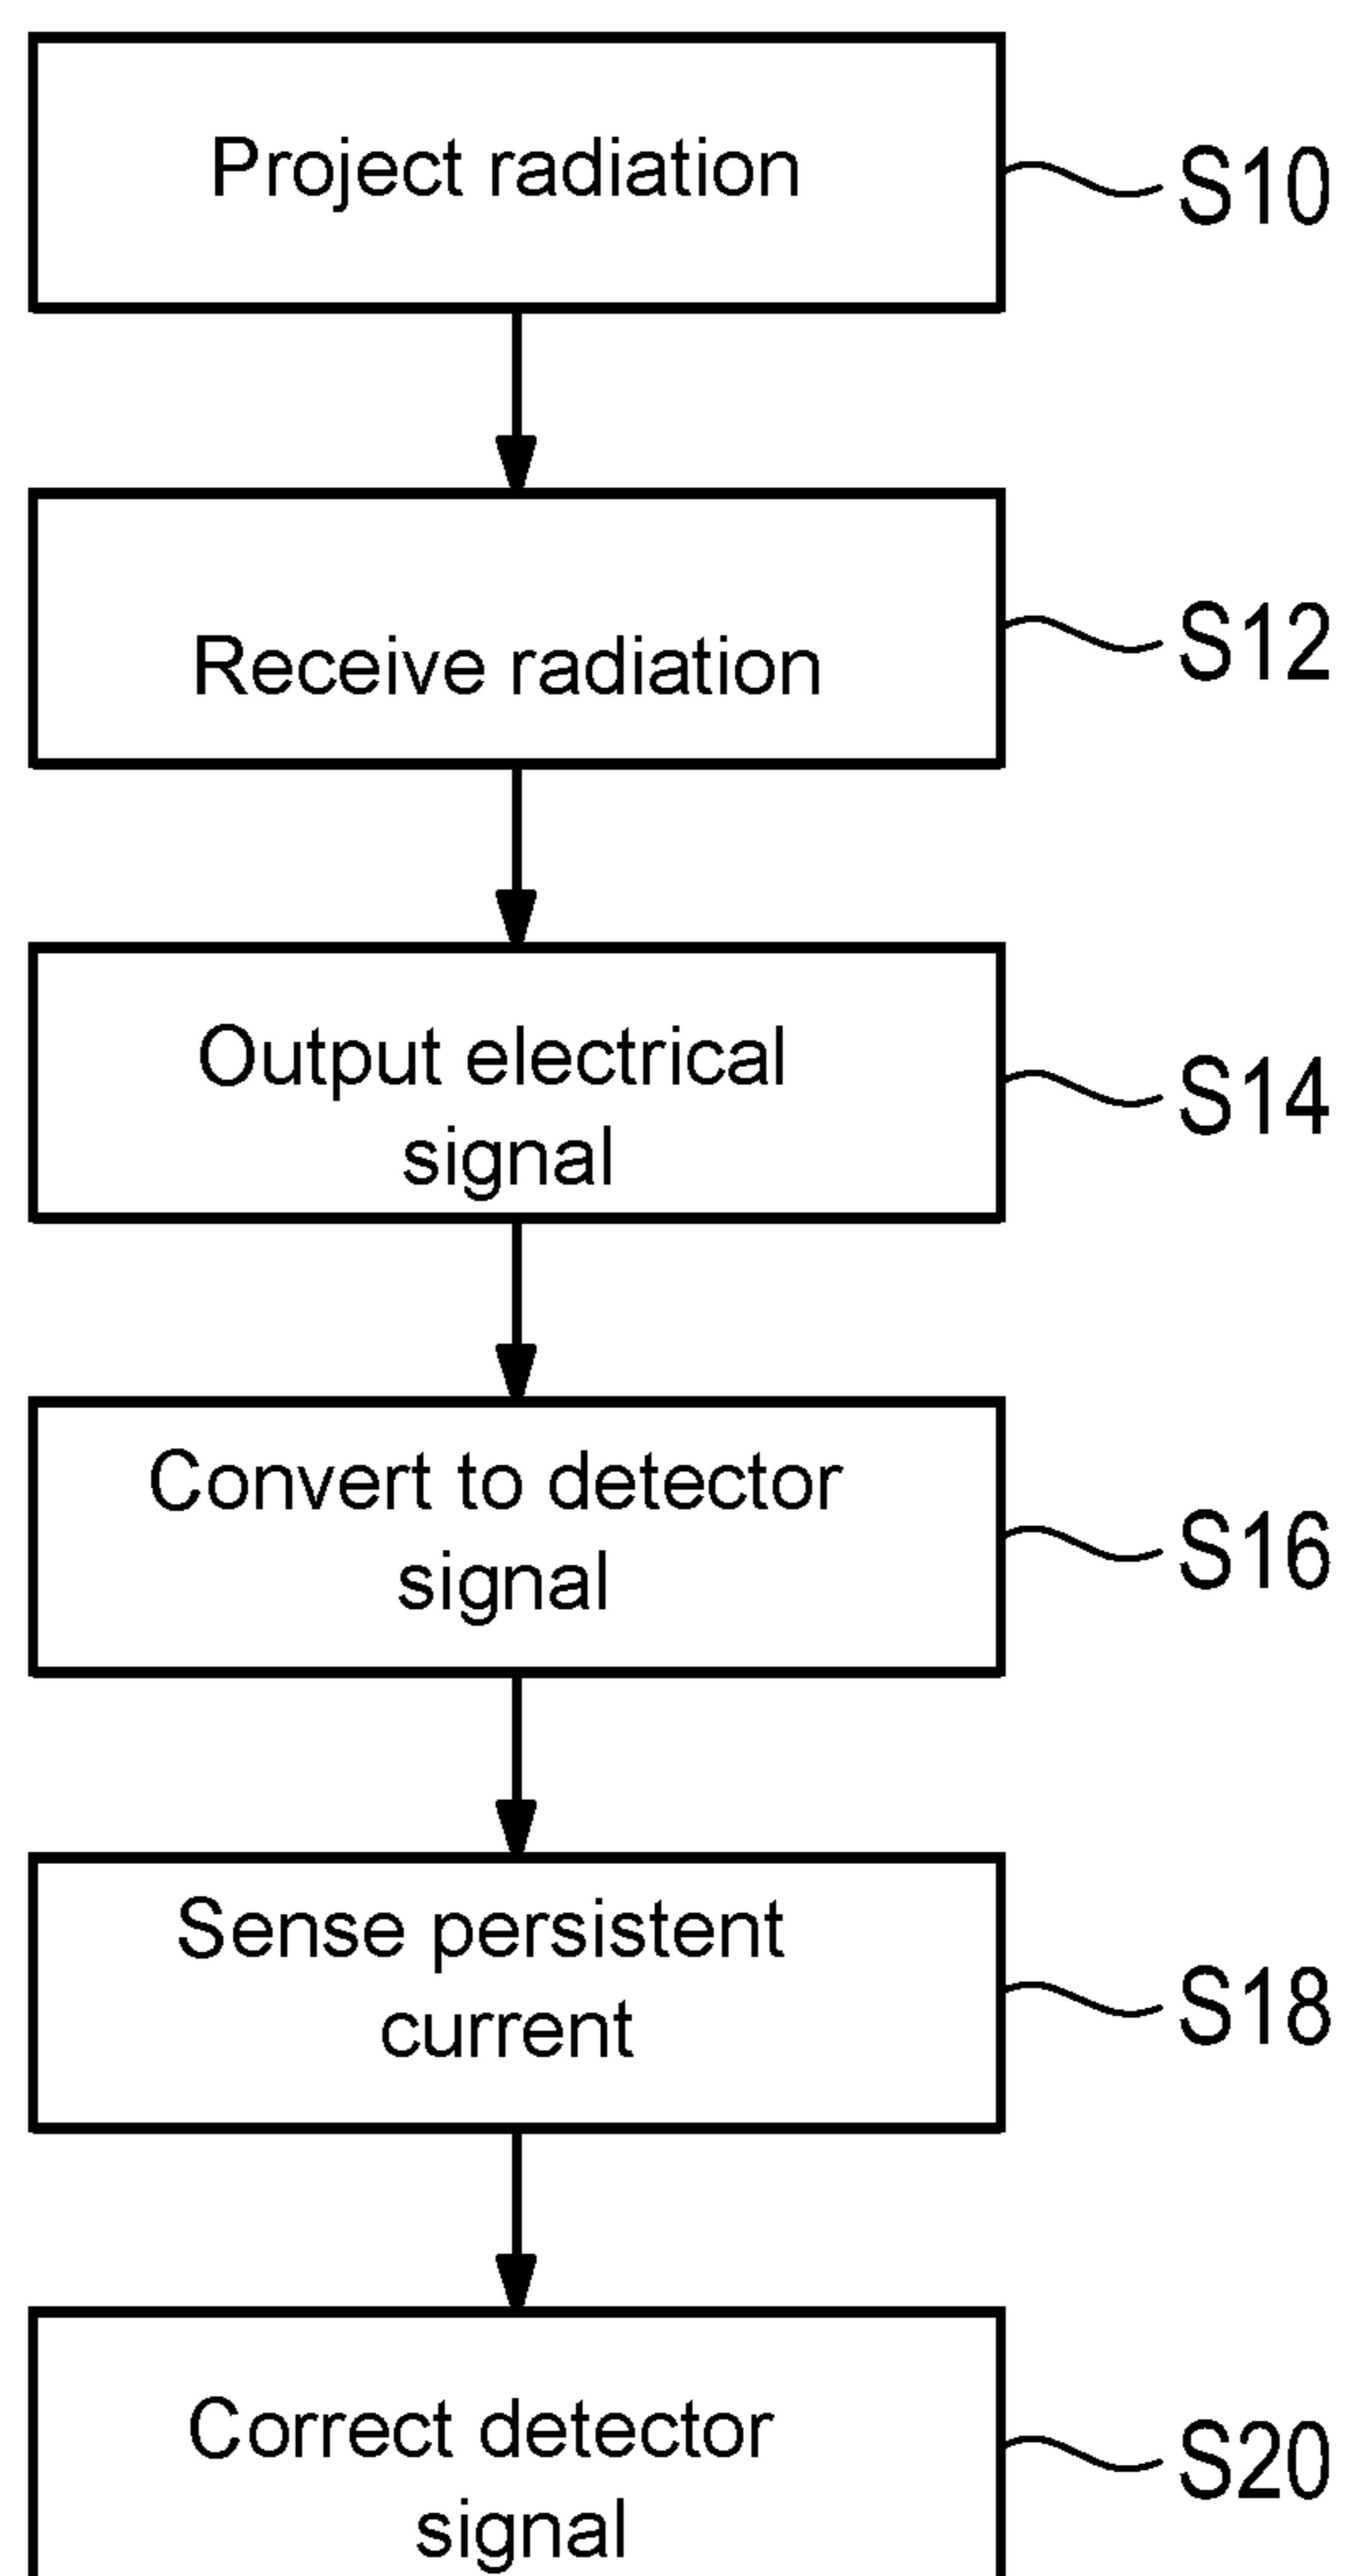 Project radiation
S10
Receive radiation
S12
Output electrical
signal
S14
Convert to detector
signal
S16
Sense persistent
current
S18
Correct detector
signal
S20